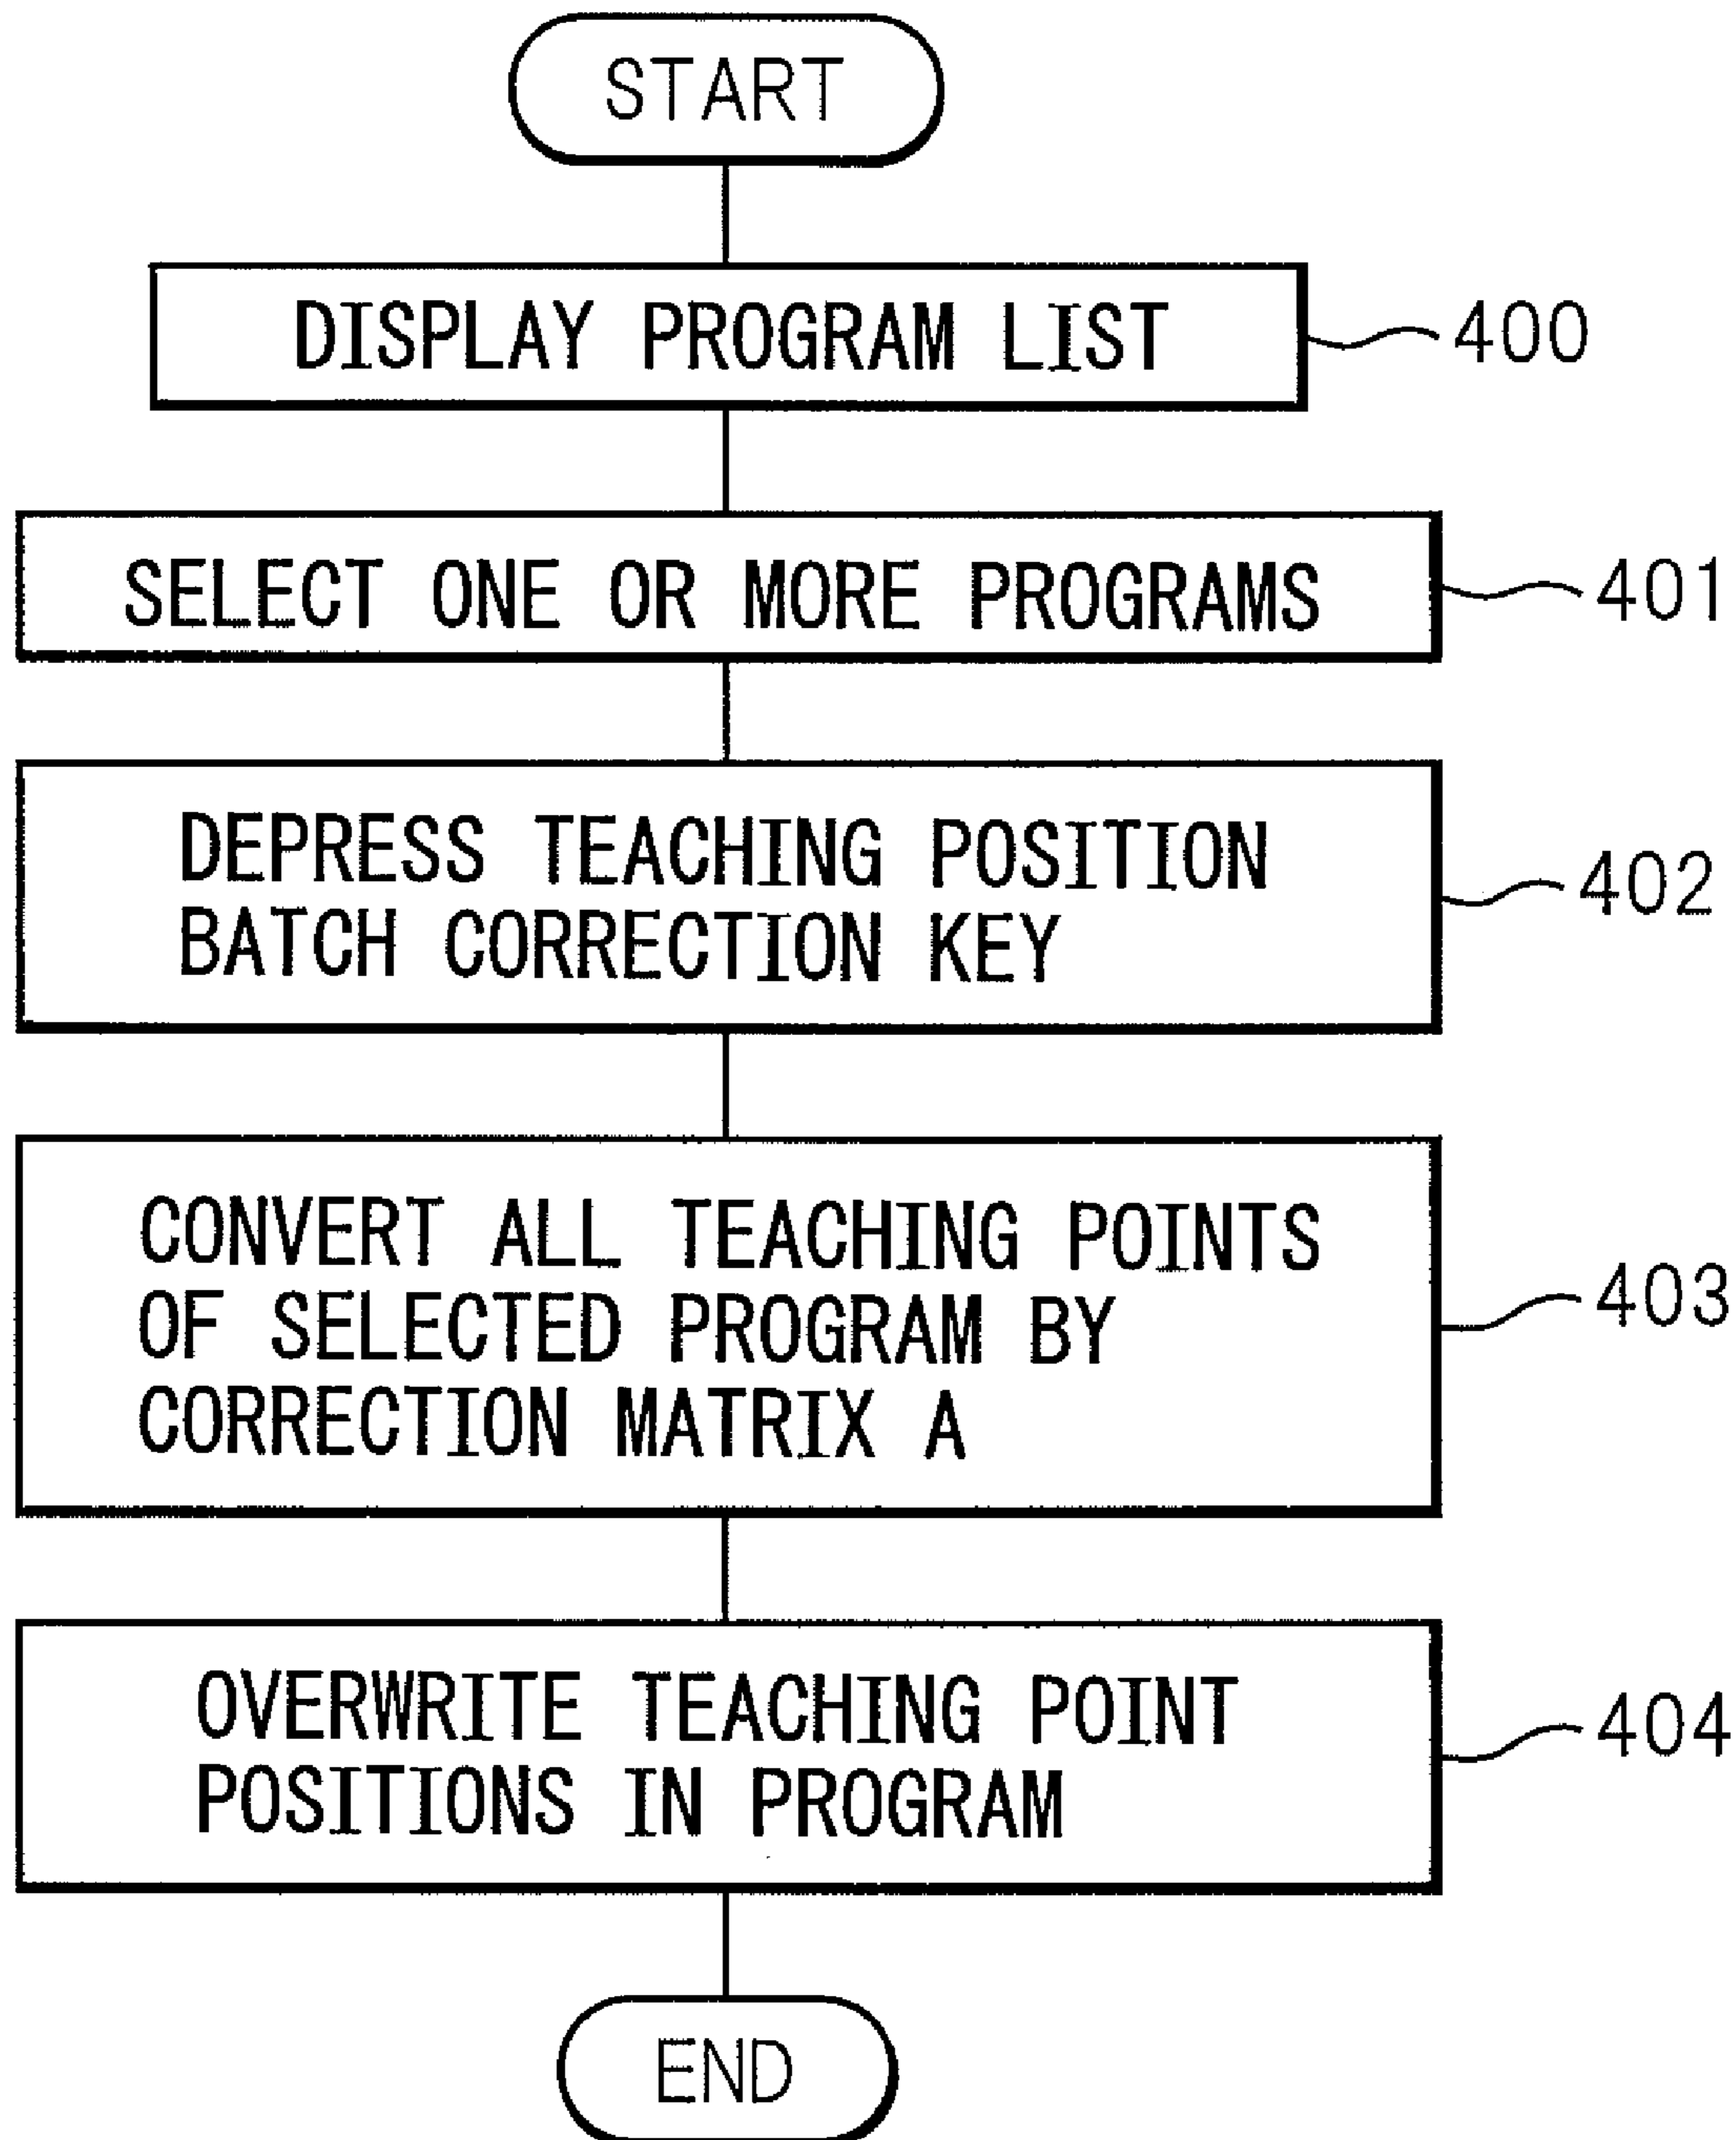 START
DISPLAY PROGRAM LIST
400
SELECT ONE OR MORE PROGRAMS
401
DEPRESS TEACHING POSITION
BATCH CORRECTION KEY
402
CONVERT ALL TEACHING POINTS
OF SELECTED PROGRAM BY
CORRECTION MATRIX A
403
OVERWRITE TEACHING POINT
POSITIONS IN PROGRAM
404
END